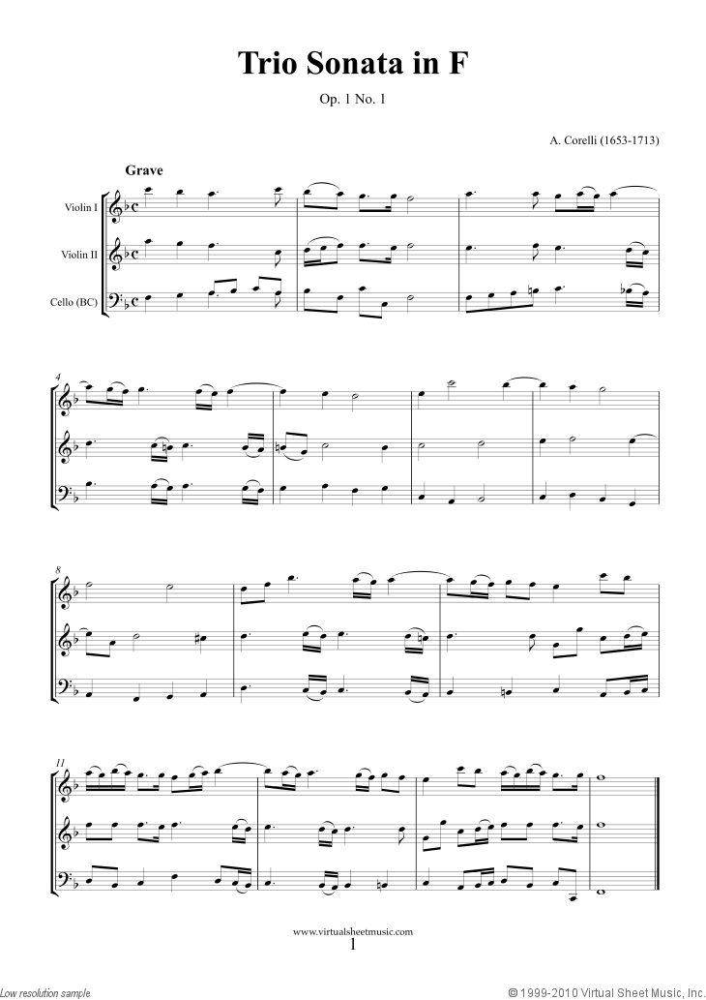 Trio Sonata in F
Op. 1 No. 1
A. Corelli (1653-1713)
Grave
Violin I
Violin II
Cello (BC)
4
8
11
www.virtualsheetmusic.com
1
Low resolution sample
© 1999-2010 Virtual Sheet Music, Inc.